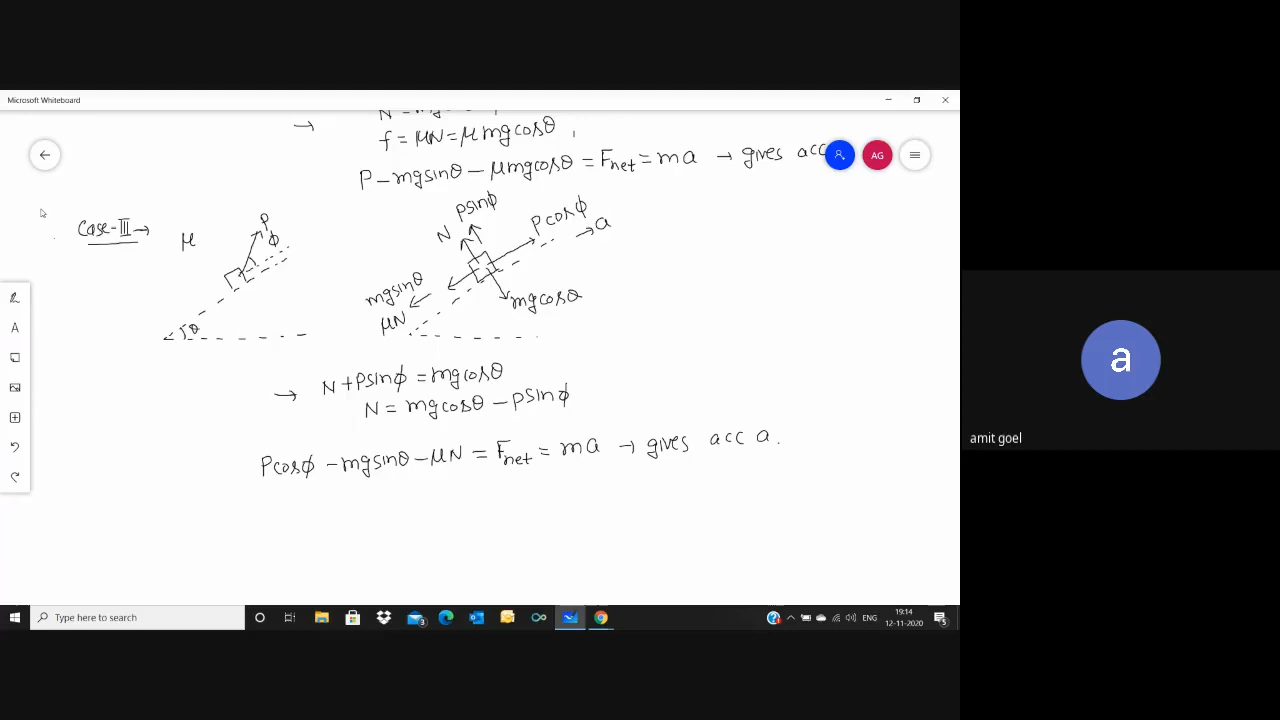 Microsoft Whiteboard
→ f = μN = μmgcosθ
P - mgsinθ - μmgcosθ = Fnet = ma → gives acc
AG
Case-III →
μ
P
ϕ
θ
Psinϕ
N
Pcosϕ
→ a
mgsinθ
μN
mgcosθ
→ N + Psinϕ = mgcosθ
N = mgcosθ - Psinϕ
Pcosϕ - mgsinθ - μN = Fnet = ma → gives acc a.
a
amit goel
Type here to search
3
ENG
19:14
12-11-2020
5